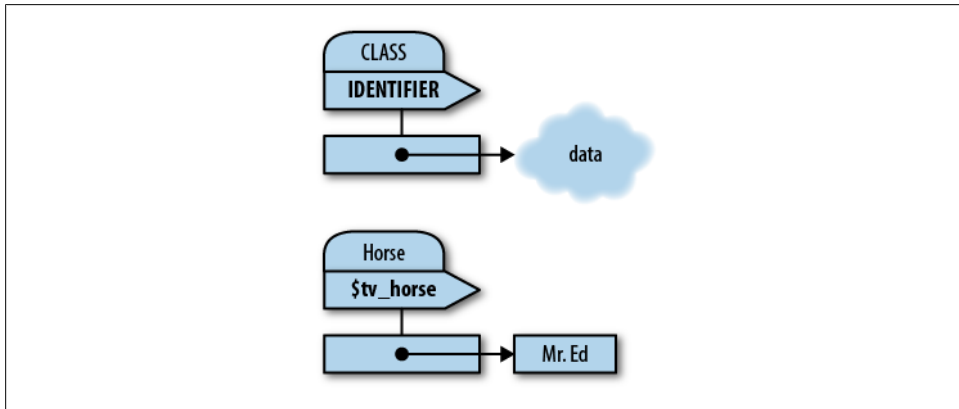 CLASS
IDENTIFIER
data
Horse
$tv_horse
Mr. Ed